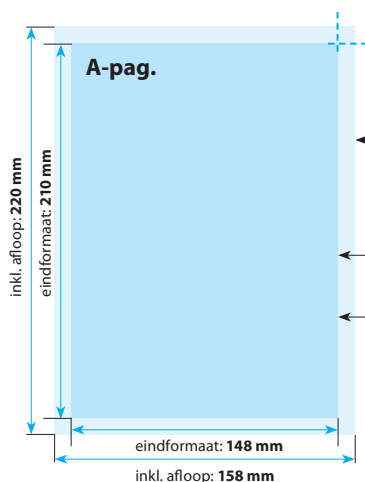 A-pag.
inkl. afloop: 220 mm
eindformaat: 210 mm
eindformaat: 148 mm
inkl. afloop: 158 mm